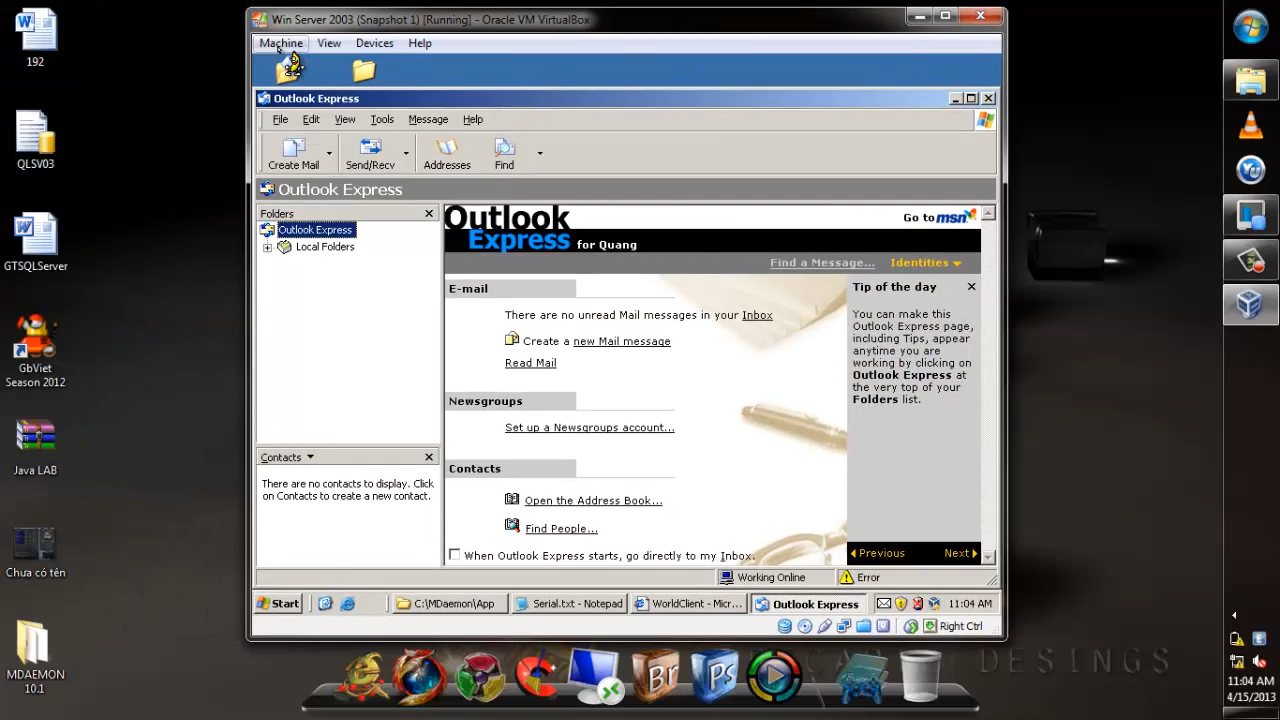 192
QLSV03
GTSQLServer
GbViet
Season 2012
Java LAB
Chưa có tên
MDAEMON
10.1
Win Server 2003 (Snapshot 1) [Running] - Oracle VM VirtualBox
Machine View Devices Help
Outlook Express
File Edit View Tools Message Help
Create Mail Send/Recv Addresses Find
Outlook Express
Folders
Outlook Express
Local Folders
Contacts
There are no contacts to display. Click
on Contacts to create a new contact.
Outlook
Express for Quang
Go to msn
Find a Message... Identities
E-mail
There are no unread Mail messages in your Inbox
Create a new Mail message
Read Mail
Newsgroups
Set up a Newsgroups account...
Contacts
Open the Address Book...
Find People...
When Outlook Express starts, go directly to my Inbox.
Tip of the day
You can make this
Outlook Express page,
including Tips, appear
anytime you are
working by clicking on
Outlook Express at
the very top of your
Folders list.
Previous Next
Working Online Error
Start C:\MDaemon\App Serial.txt - Notepad WorldClient - Micr... Outlook Express 11:04 AM
Right Ctrl
Br Ps
DESINGS
11:04 AM
4/15/2013